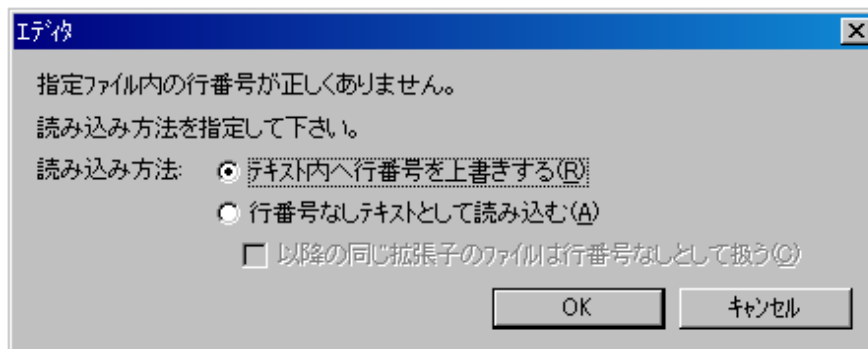 ｴﾃﾞｨﾀ
指定ﾌｧｲﾙ内の行番号が正しくありません。
読み込み方法を指定して下さい。
読み込み方法: ﾃｷｽﾄ内へ行番号を上書きする(R)
行番号なしﾃｷｽﾄとして読み込む(A)
以降の同じ拡張子のﾌｧｲﾙは行番号なしとして扱う(C)
OK ｷｬﾝｾﾙ